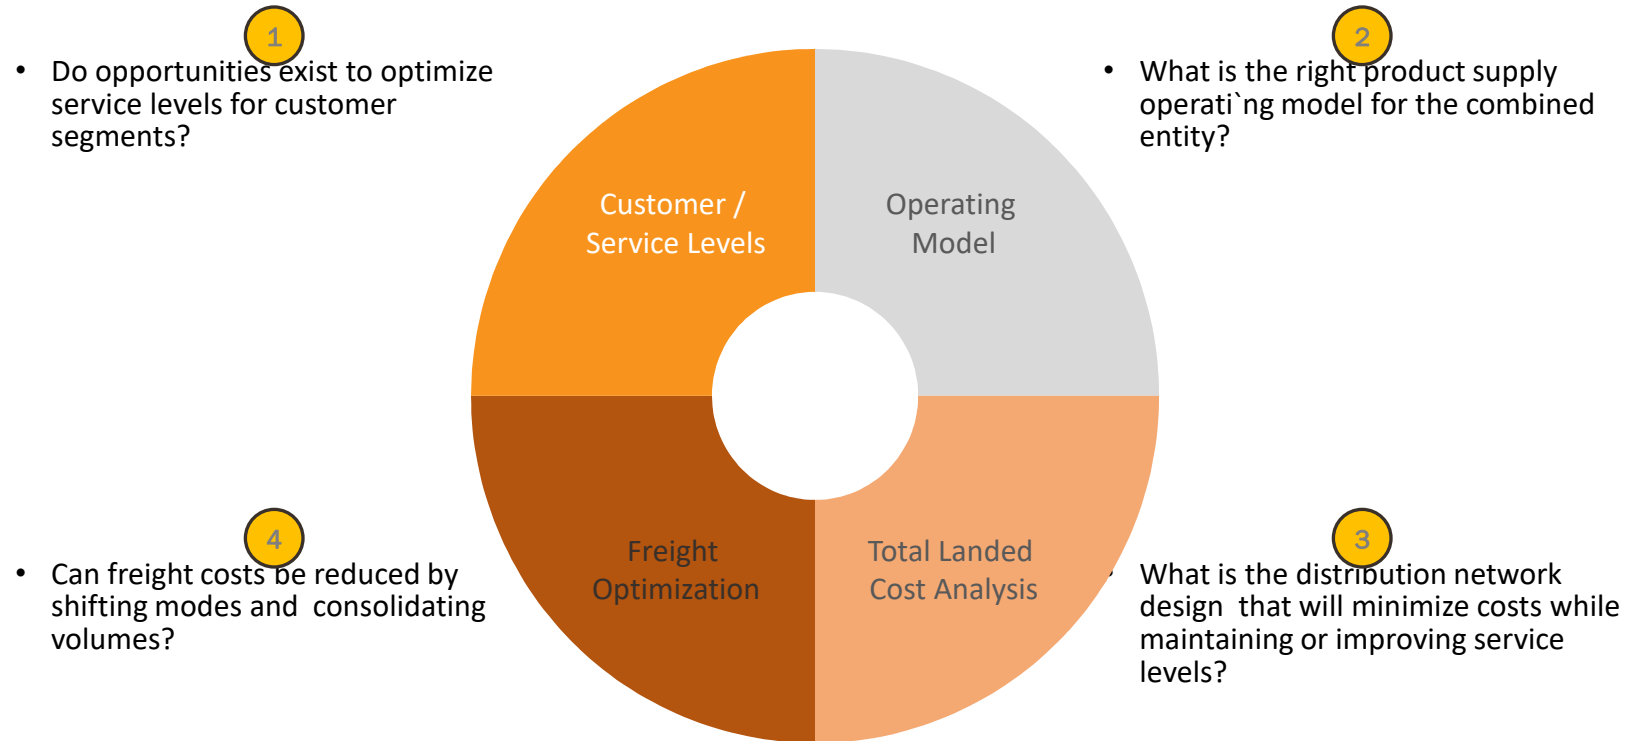 1
• Do opportunities exist to optimize
service levels for customer
segments?
2
• What is the right product supply
operati`ng model for the combined
entity?
Customer /
Service Levels
Operating
Model
Freight
Optimization
Total Landed
Cost Analysis
4
• Can freight costs be reduced by
shifting modes and  consolidating
volumes?
3
• What is the distribution network
design  that will minimize costs while
maintaining or improving service
levels?